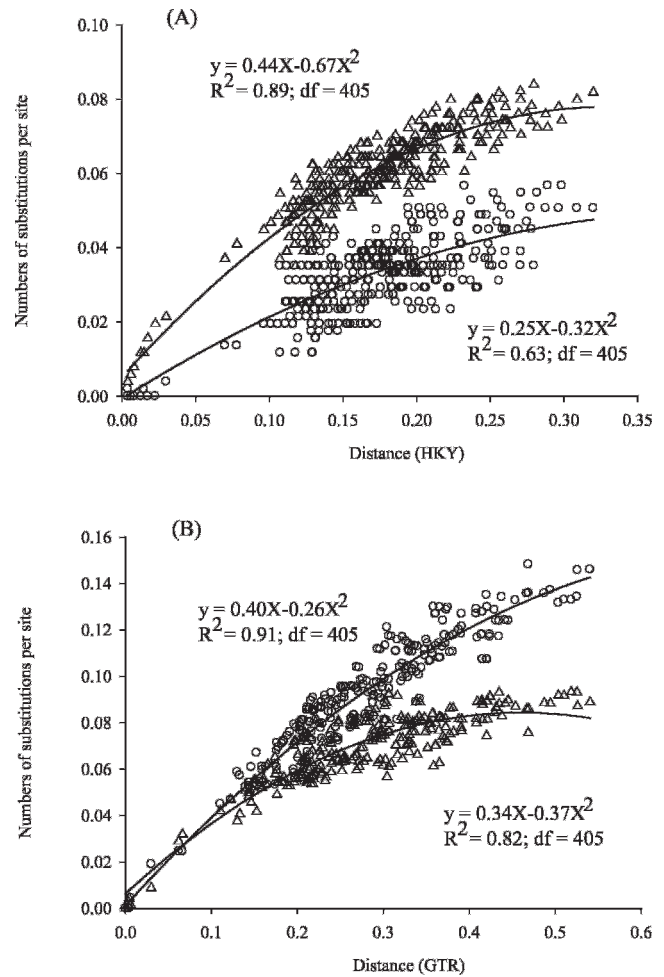 (A)
0.10
0.08
0.06
0.04
0.02
0.00
Numbers of substitutions per site
y = 0.44X-0.67X²
R² = 0.89; df = 405
y = 0.25X-0.32X²
R² = 0.63; df = 405
0.00 0.05 0.10 0.15 0.20 0.25 0.30 0.35
Distance (HKY)
(B)
0.16
0.14
0.12
0.10
0.08
0.06
0.04
0.02
0.00
Numbers of substitutions per site
y = 0.40X-0.26X²
R² = 0.91; df = 405
y = 0.34X-0.37X²
R² = 0.82; df = 405
0.0 0.1 0.2 0.3 0.4 0.5 0.6
Distance (GTR)